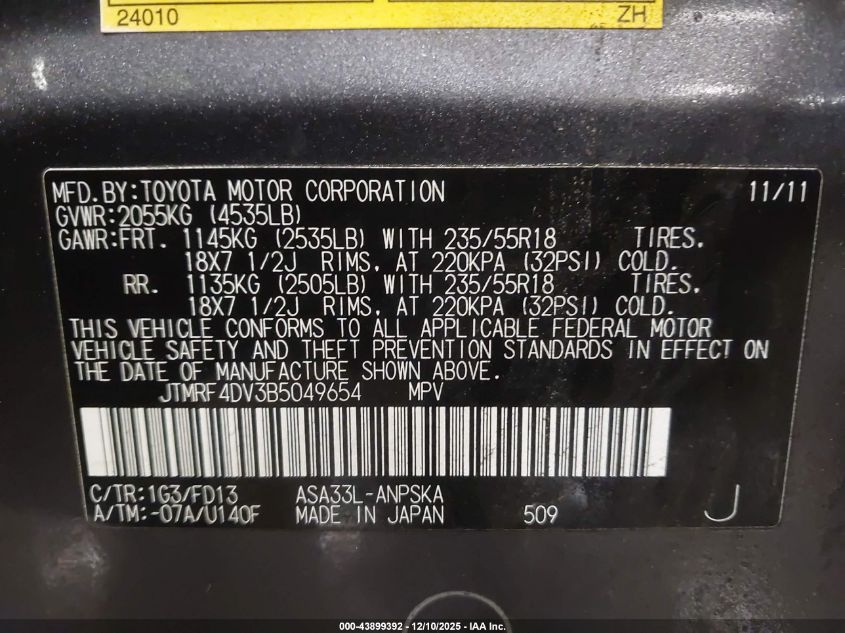 24010 ZH
MFD.BY:TOYOTA MOTOR CORPORATION 11/11
GVWR:2055KG (4535LB)
GAWR:FRT. 1145KG (2535LB) WITH 235/55R18 TIRES.
18X7 1/2J RIMS, AT 220KPA (32PSI) COLD.
RR. 1135KG (2505LB) WITH 235/55R18 TIRES.
18X7 1/2J RIMS, AT 220KPA (32PSI) COLD.
THIS VEHICLE CONFORMS TO ALL APPLICABLE FEDERAL MOTOR
VEHICLE SAFETY AND THEFT PREVENTION STANDARDS IN EFFECT ON
THE DATE OF MANUFACTURE SHOWN ABOVE.
JTMRF4DV3B5049654 MPV
C/TR:1G3/FD13 ASA33L-ANPSKA
A/TM:-07A/U140F MADE IN JAPAN 509 J
000-43899392 - 12/10/2025 - IAA Inc.